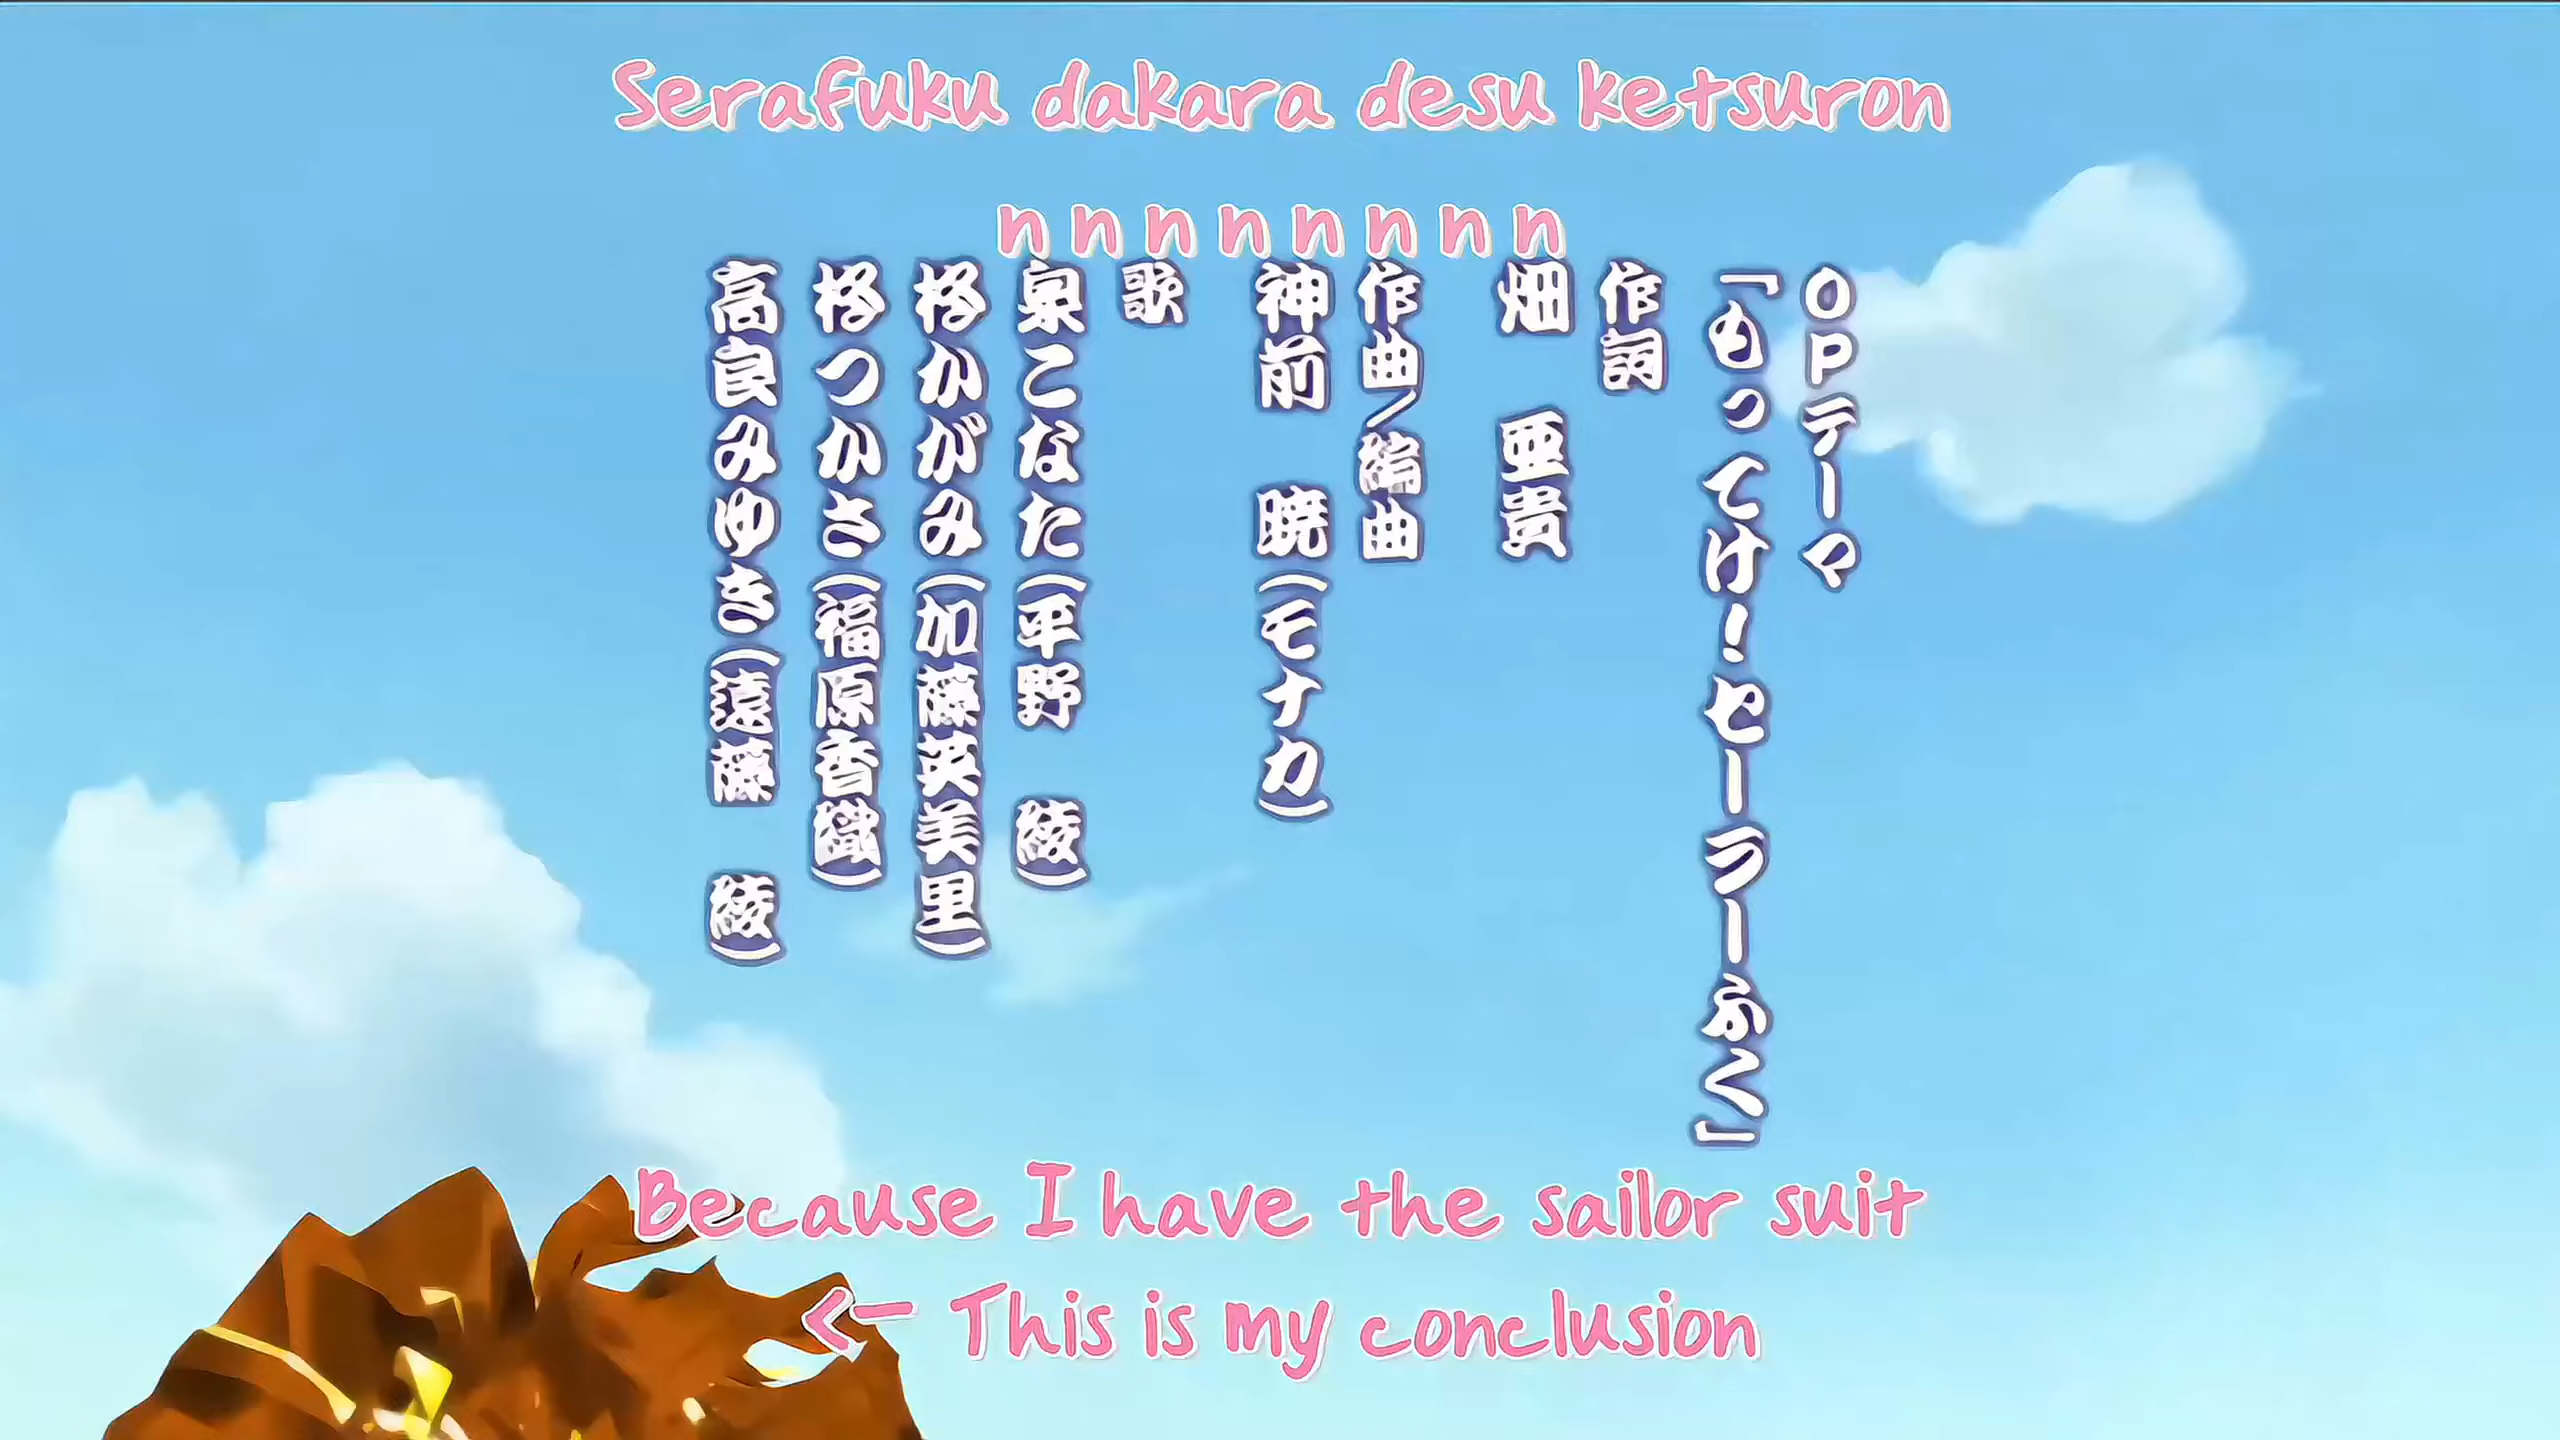 Serafuku dakara desu ketsuron
n n n n n n n n
OPテーマ
「もってけ!セーラーふく」
作詞
畑 亜貴
作曲/編曲
神前 暁(モナカ)
歌
泉こなた(平野 綾)
柊かがみ(加藤英美里)
柊つかさ(福原香織)
高良みゆき(遠藤 綾)
Because I have the sailor suit
<- This is my conclusion